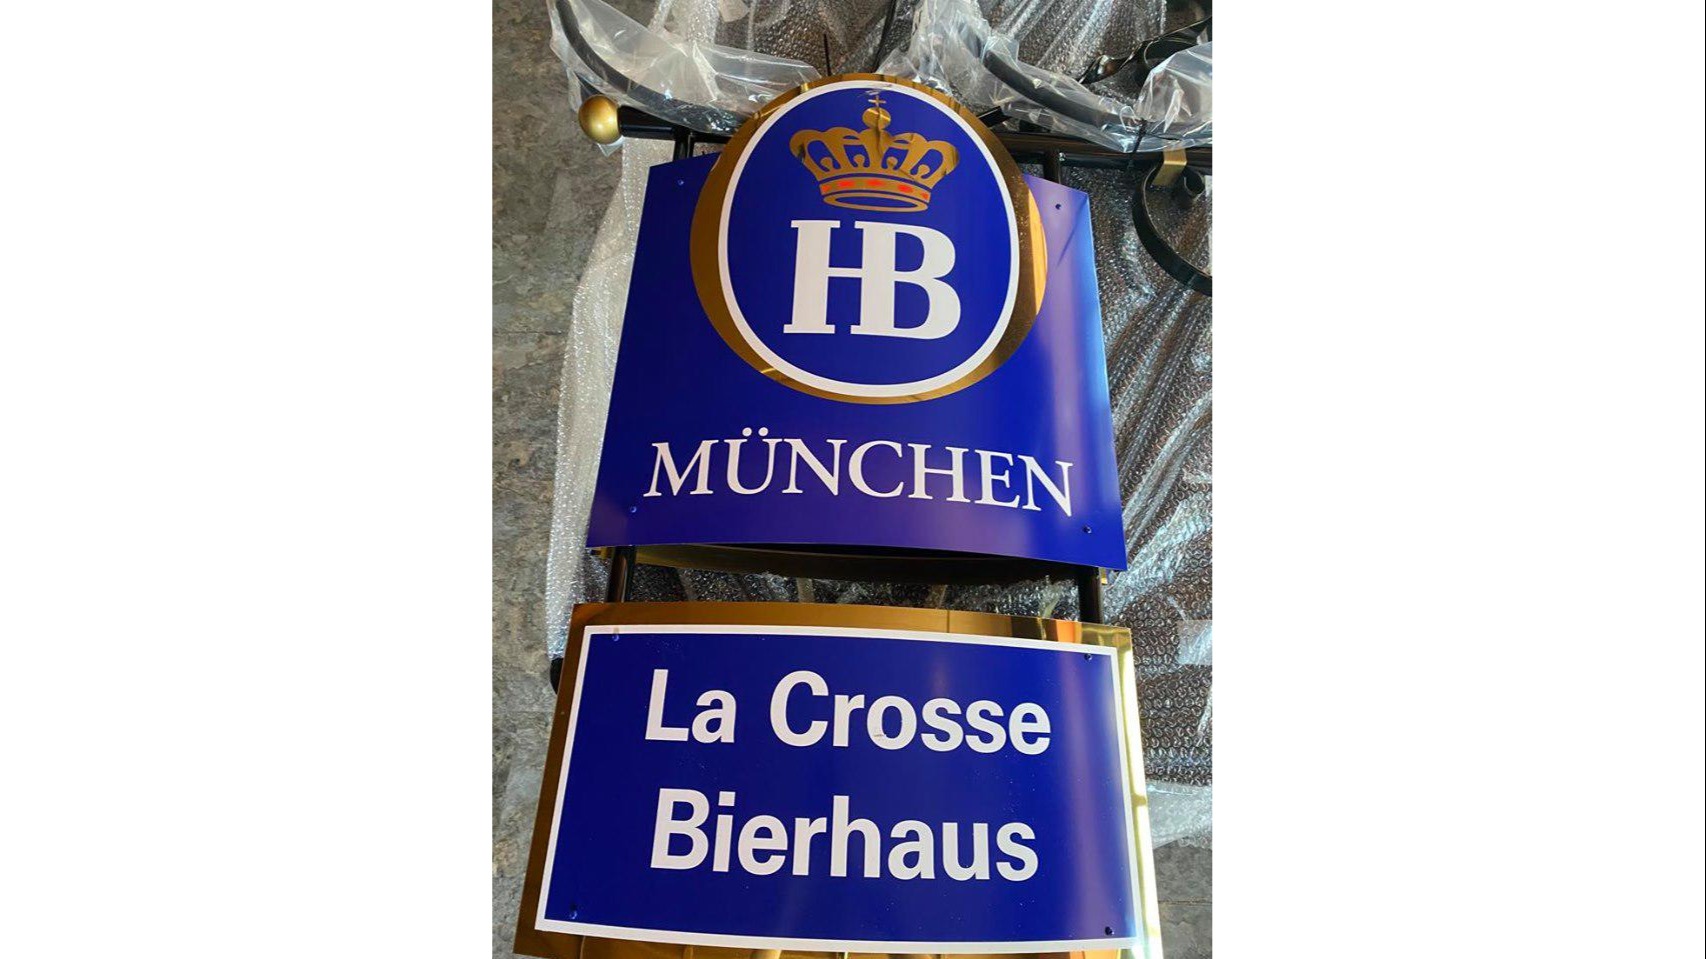 HB
MÜNCHEN
La Crosse
Bierhaus